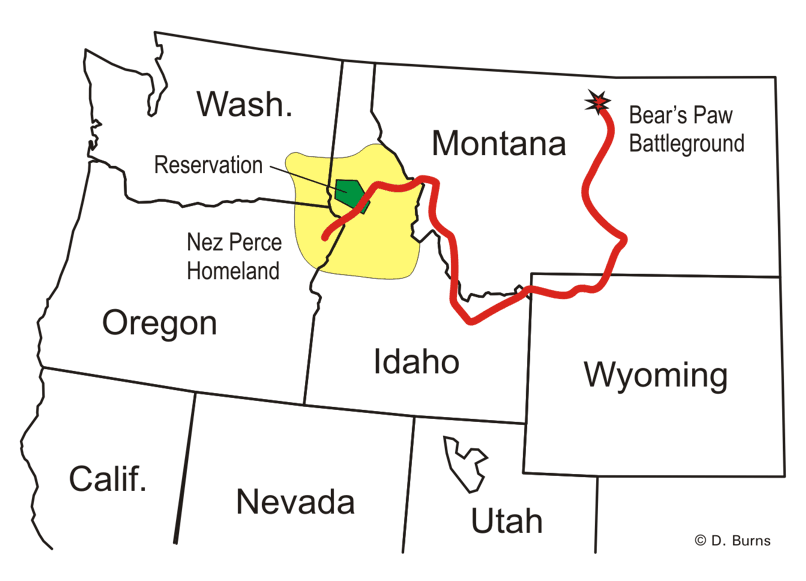 Wash.
Montana
Bear's Paw
Battleground
Reservation
Nez Perce
Homeland
Oregon
Idaho
Wyoming
Calif.
Nevada
Utah
© D. Burns